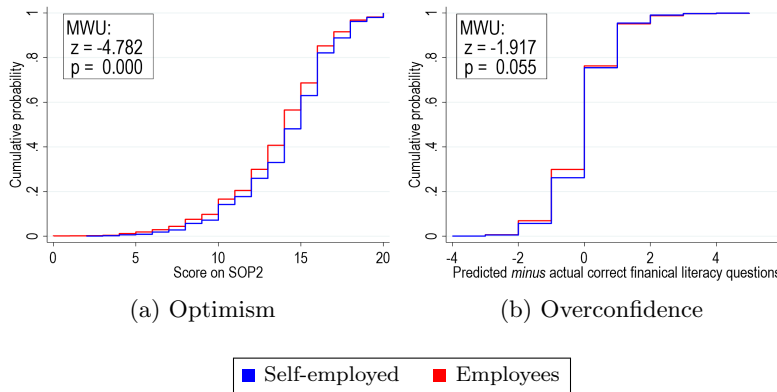 MWU:
z = -4.782
p = 0.000
Cumulative probability
0
.2
.4
.6
.8
1
0
5
10
15
20
Score on SOP2
(a) Optimism
MWU:
z = -1.917
p = 0.055
Cumulative probability
0
.2
.4
.6
.8
1
-4
-2
0
2
4
Predicted minus actual correct finanical literacy questions
(b) Overconfidence
Self-employed
Employees